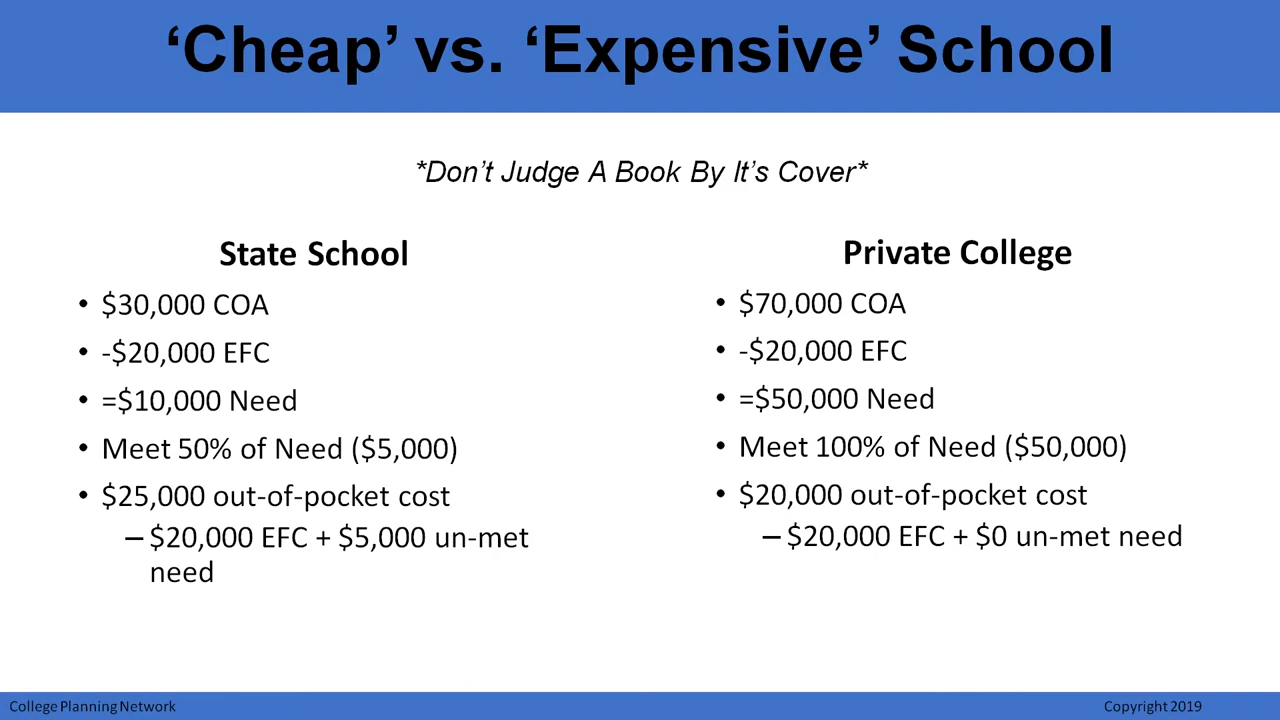 ‘Cheap’ vs. ‘Expensive’ School
*Don’t Judge A Book By It’s Cover*
State School
• $30,000 COA
• -$20,000 EFC
• =$10,000 Need
• Meet 50% of Need ($5,000)
• $25,000 out-of-pocket cost
– $20,000 EFC + $5,000 un-met
need
Private College
• $70,000 COA
• -$20,000 EFC
• =$50,000 Need
• Meet 100% of Need ($50,000)
• $20,000 out-of-pocket cost
– $20,000 EFC + $0 un-met need
College Planning Network
Copyright 2019